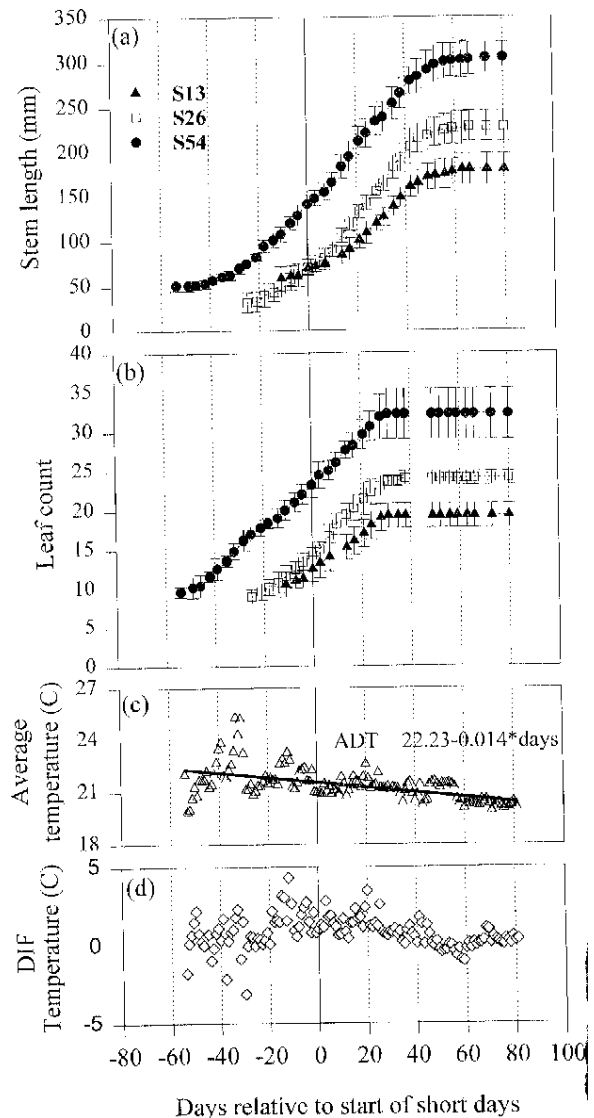 350
(a)
300
S13
250
S26
S54
200
150
100
50
0
Stem length (mm)
40
(b)
35
30
25
20
15
10
5
0
Leaf count
27
(c)
24
ADT 22.23-0.014*days
21
18
Average
temperature (C)
5
(d)
0
-5
DIF
Temperature (C)
-80 -60 -40 -20 0 20 40 60 80 100
Days relative to start of short days